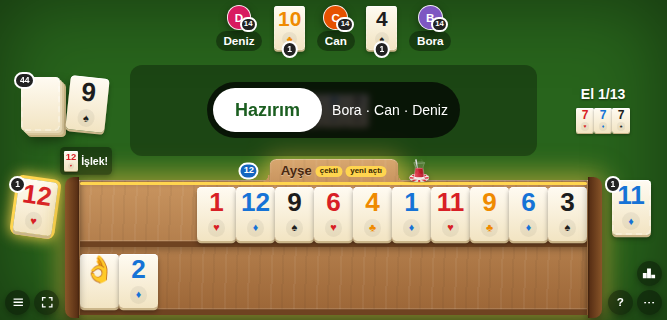 D 14 10 C 14 4 B 14
Deniz 1 Can 1 Bora
44 9
Hazırım Bora · Can · Deniz
El 1/13
7 7 7
12 İşlek!
12 Ayşe çekti yeni açtı
1 12
1 11
1 12 9 6 4 1 11 9 6 3
2
?